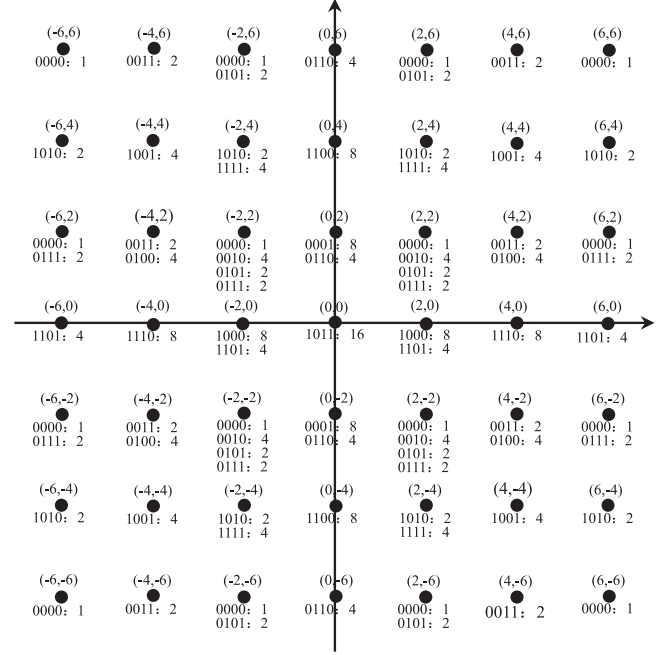 (-6,6) (-4,6) (-2,6) (0,6) (2,6) (4,6) (6,6)
0000: 1 0011: 2 0000: 1 0110: 4 0000: 1 0011: 2 0000: 1
0101: 2 0101: 2
(-6,4) (-4,4) (-2,4) (0,4) (2,4) (4,4) (6,4)
1010: 2 1001: 4 1010: 2 1100: 8 1010: 2 1001: 4 1010: 2
1111: 4 1111: 4
(-6,2) (-4,2) (-2,2) (0,2) (2,2) (4,2) (6,2)
0000: 1 0011: 2 0000: 1 0001: 8 0000: 1 0011: 2 0000: 1
0111: 2 0100: 4 0010: 4 0110: 4 0010: 4 0100: 4 0111: 2
0101: 2 0101: 2
0111: 2 0111: 2
(-6,0) (-4,0) (-2,0) (0,0) (2,0) (4,0) (6,0)
1101: 4 1110: 8 1000: 8 1011: 16 1000: 8 1110: 8 1101: 4
1101: 4 1101: 4
(-6,-2) (-4,-2) (-2,-2) (0,-2) (2,-2) (4,-2) (6,-2)
0000: 1 0011: 2 0000: 1 0001: 8 0000: 1 0011: 2 0000: 1
0111: 2 0100: 4 0010: 4 0110: 4 0010: 4 0100: 4 0111: 2
0101: 2 0101: 2
0111: 2 0111: 2
(-6,-4) (-4,-4) (-2,-4) (0,-4) (2,-4) (4,-4) (6,-4)
1010: 2 1001: 4 1010: 2 1100: 8 1010: 2 1001: 4 1010: 2
1111: 4 1111: 4
(-6,-6) (-4,-6) (-2,-6) (0,-6) (2,-6) (4,-6) (6,-6)
0000: 1 0011: 2 0000: 1 0110: 4 0000: 1 0011: 2 0000: 1
0101: 2 0101: 2